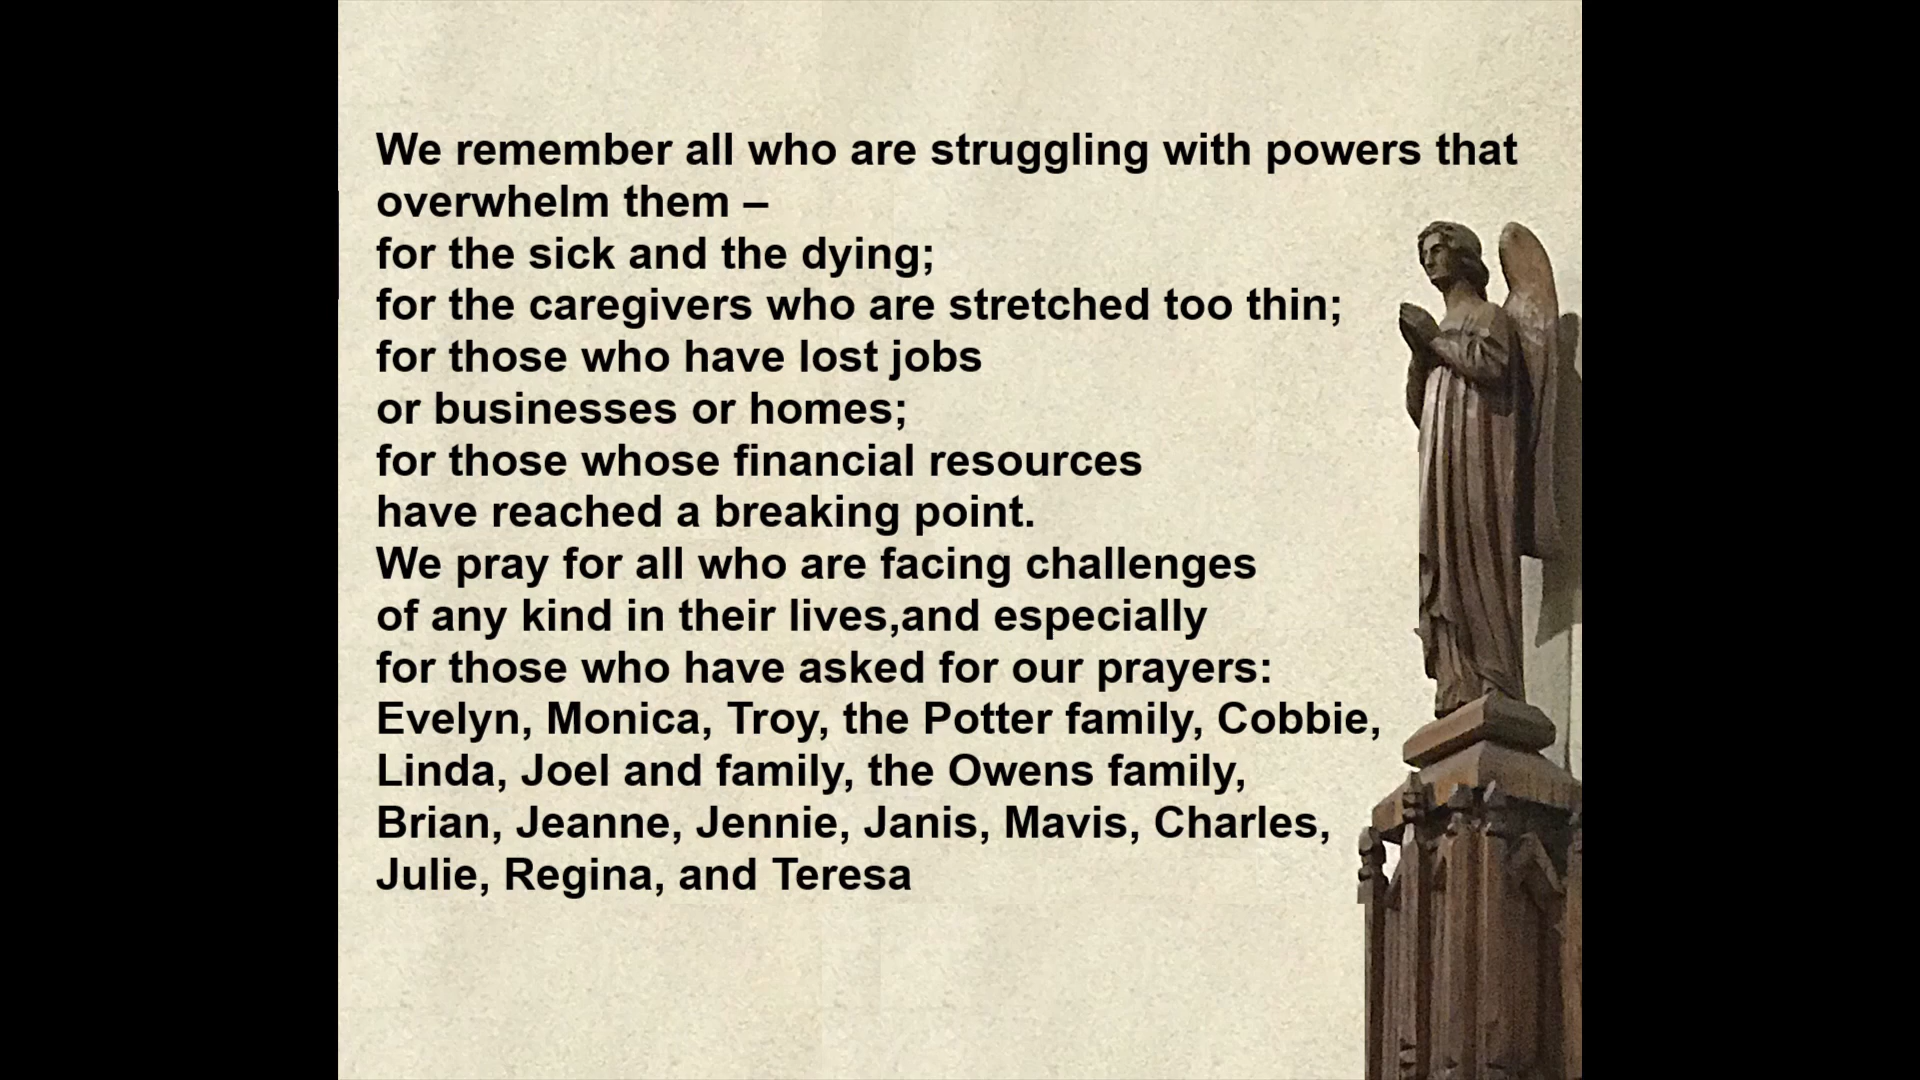 We remember all who are struggling with powers that
overwhelm them –
for the sick and the dying;
for the caregivers who are stretched too thin;
for those who have lost jobs
or businesses or homes;
for those whose financial resources
have reached a breaking point.
We pray for all who are facing challenges
of any kind in their lives,and especially
for those who have asked for our prayers:
Evelyn, Monica, Troy, the Potter family, Cobbie,
Linda, Joel and family, the Owens family,
Brian, Jeanne, Jennie, Janis, Mavis, Charles,
Julie, Regina, and Teresa